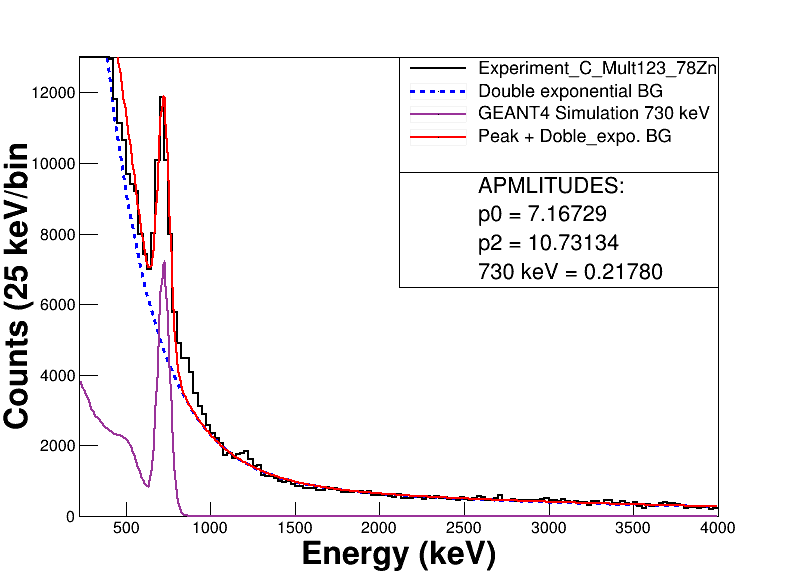 Experiment_C_Mult123_78Zn
Double exponential BG
GEANT4 Simulation 730 keV
Peak + Doble_expo. BG
APMLITUDES:
p0 = 7.16729
p2 = 10.73134
730 keV = 0.21780
Counts (25 keV/bin
12000
10000
8000
6000
4000
2000
0
500 1000 1500 2000 2500 3000 3500 4000
Energy (keV)